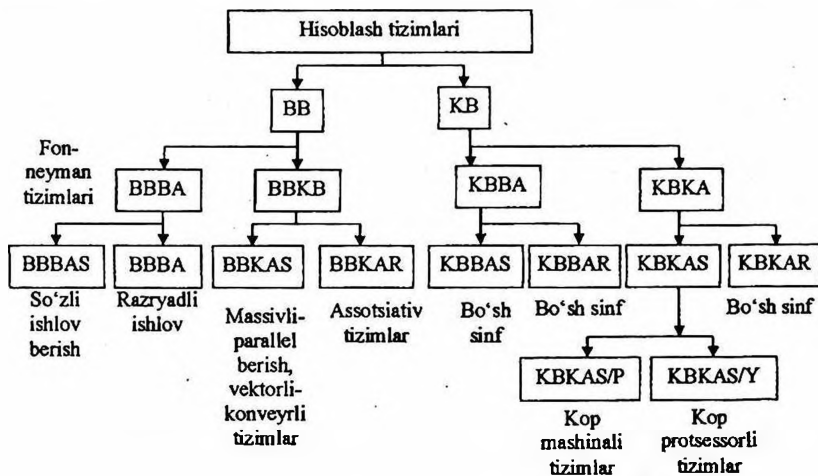 Hisoblash tizimlari
BB
KB
Fon-
neyman
tizimlari
BBBA
BBKB
KBBA
KBKA
BBBAS
BBBA
BBKAS
BBKAR
KBBAS
KBBAR
KBKAS
KBKAR
So‘zli
ishlov
berish
Razryadli
ishlov
Massivli-
parallel
berish,
vektorli-
konveyrli
tizimlar
Assotsiativ
tizimlar
Bo‘sh
sinf
Bo‘sh sinf
Bo‘sh sinf
KBKAS/P
KBKAS/Y
Kop
mashinali
tizimlar
Kop
protsessorli
tizimlar